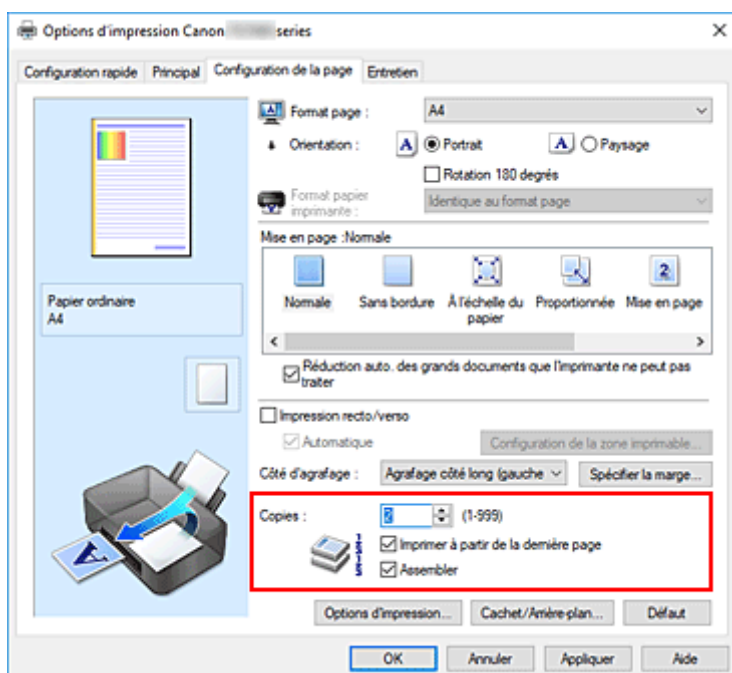 Options d'impression Canon series
Configuration rapide Principal Configuration de la page Entretien
Format page : A4
Orientation : A Portrait A Paysage
Rotation 180 degrés
Format papier
imprimante : Identique au format page
Mise en page :Normale
2
Normale Sans bordure À l'échelle du Proportionnée Mise en page
papier
Papier ordinaire
A4
Réduction auto. des grands documents que l'imprimante ne peut pas
traiter
Impression recto/verso
Automatique Configuration de la zone imprimable...
Côté d'agrafage : Agrafage côté long (gauche Spécifier la marge...
Copies : 2 (1-999)
Imprimer à partir de la dernière page
Assembler
A
Options d'impression... Cachet/Arrière-plan... Défaut
OK Annuler Appliquer Aide